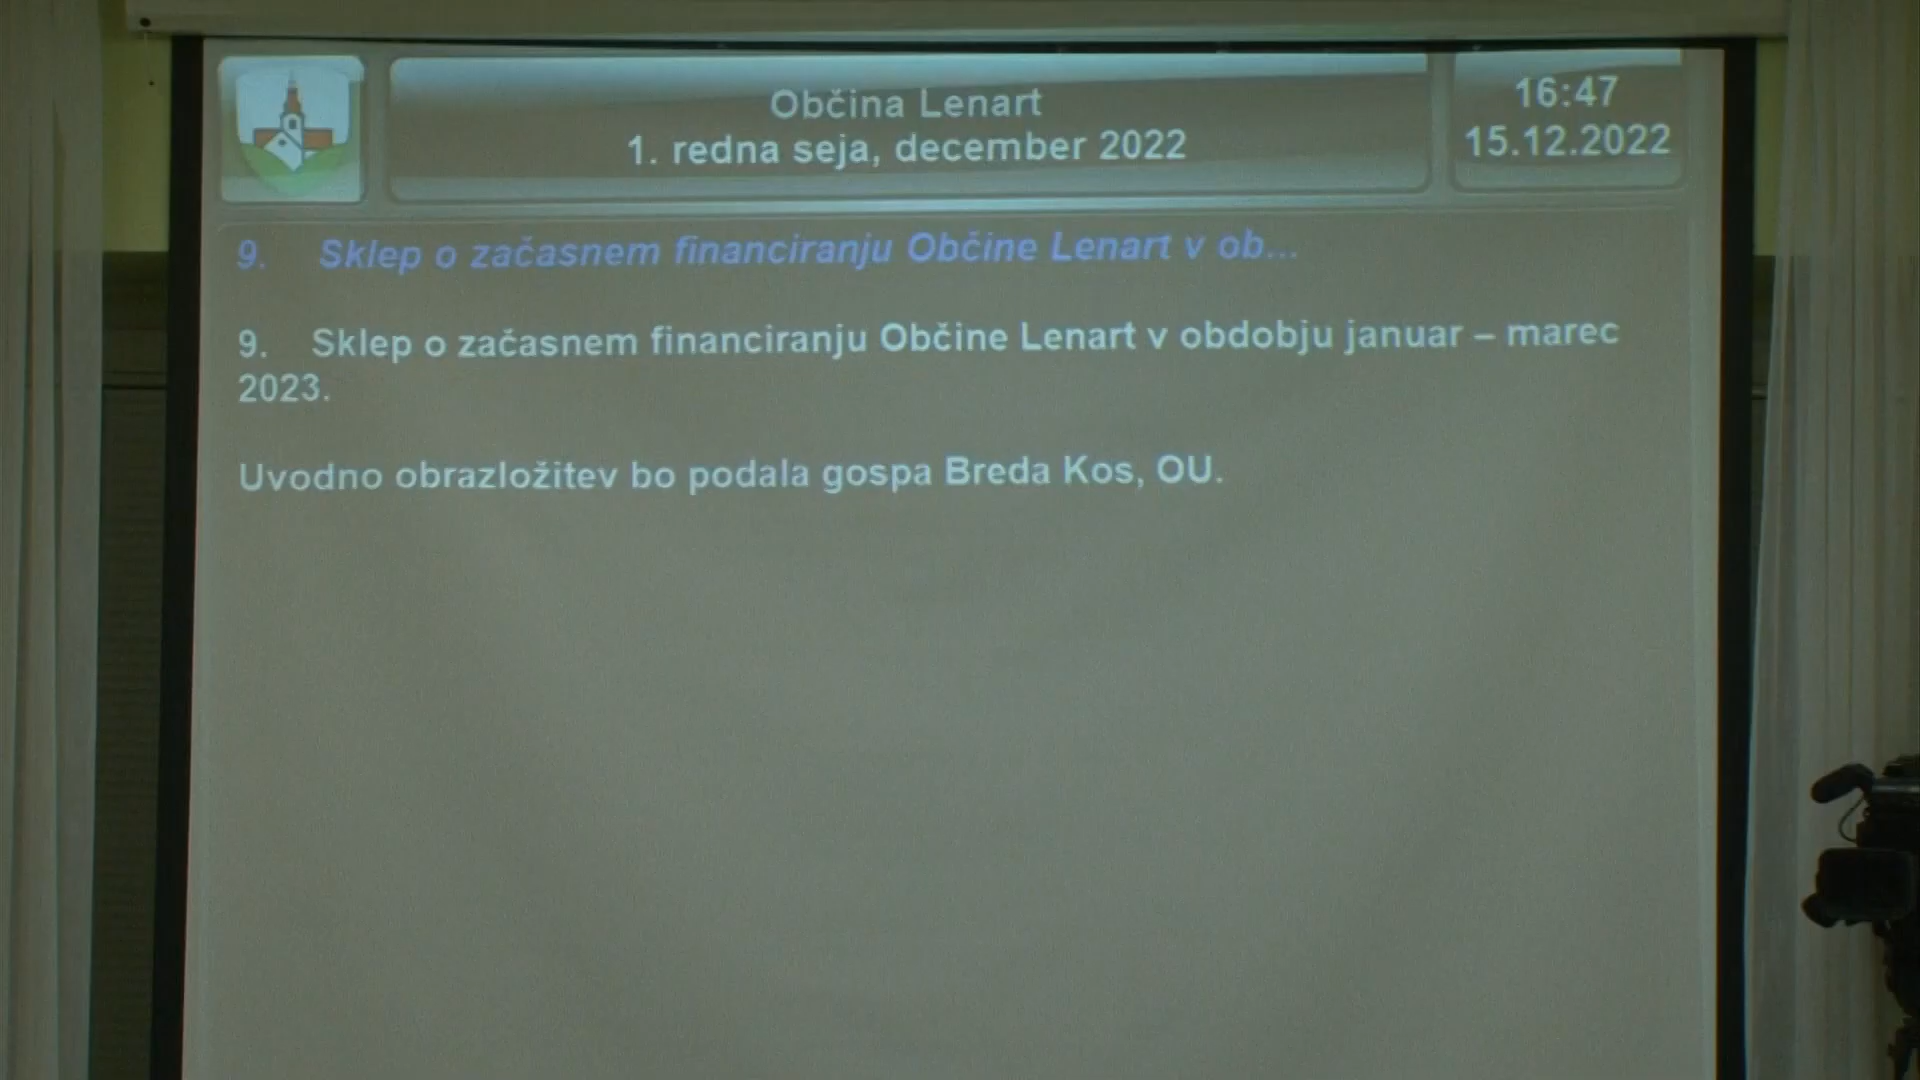 Občina Lenart
1. redna seja, december 2022
16:47
15.12.2022
9. Sklep o začasnem financiranju Občine Lenart v ob...
9. Sklep o začasnem financiranju Občine Lenart v obdobju januar – marec
2023.
Uvodno obrazložitev bo podala gospa Breda Kos, OU.